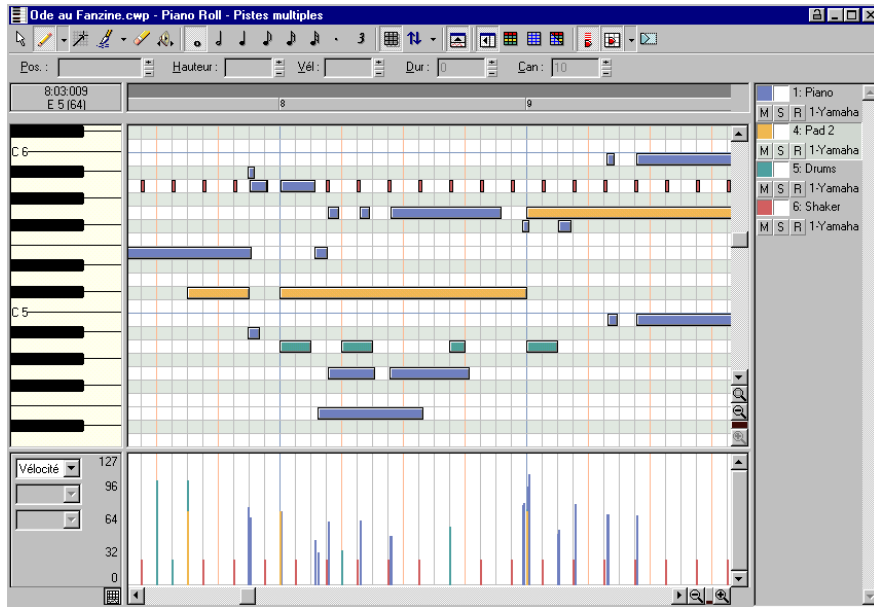 Ode au Fanzine.cwp - Piano Roll - Pistes multiples
3
Pos.:
Hauteur:
Vél:
Dur: 0
Can: 10
8:03:009
E 5 (64)
8
9
C 6
C 5
1: Piano
M S R 1-Yamaha
4: Pad 2
M S R 1-Yamaha
5: Drums
M S R 1-Yamaha
6: Shaker
M S R 1-Yamaha
Vélocité
127
96
64
32
0